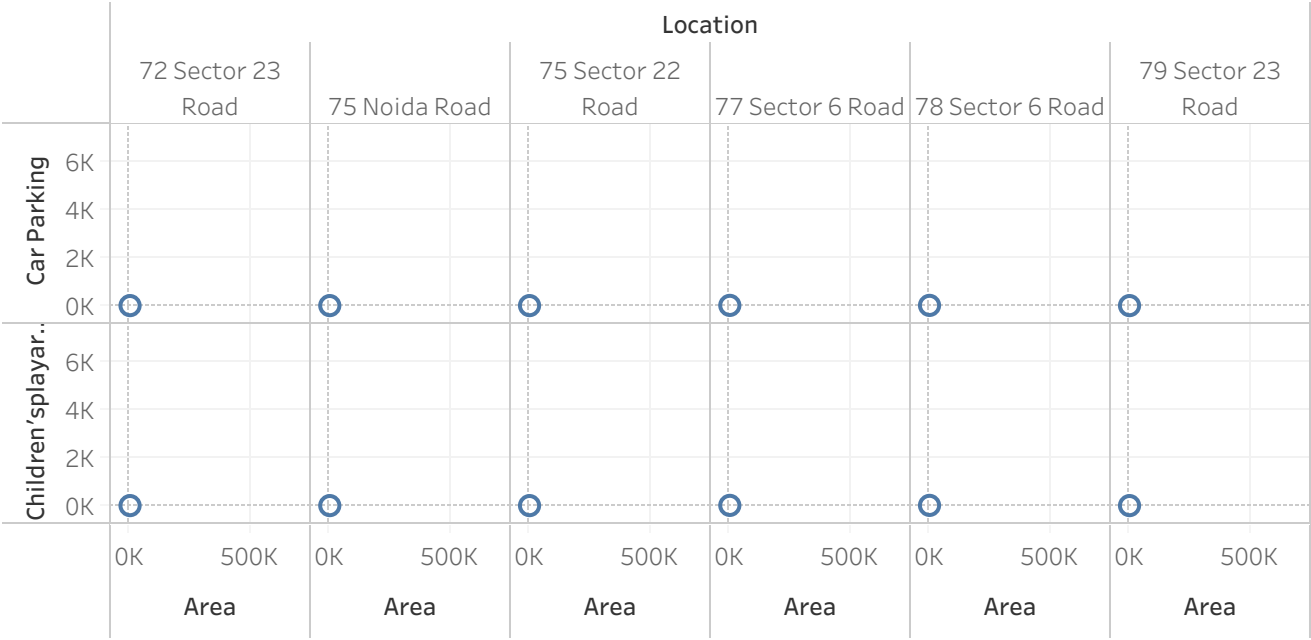 Location
72 Sector 23
Road
75 Noida Road
75 Sector 22
Road
77 Sector 6 Road
78 Sector 6 Road
79 Sector 23
Road
Car Parking
6K
4K
2K
0K
Children'splayar..
6K
4K
2K
0K
0K 500K 0K 500K 0K 500K 0K 500K 0K 500K 0K 500K
Area Area Area Area Area Area